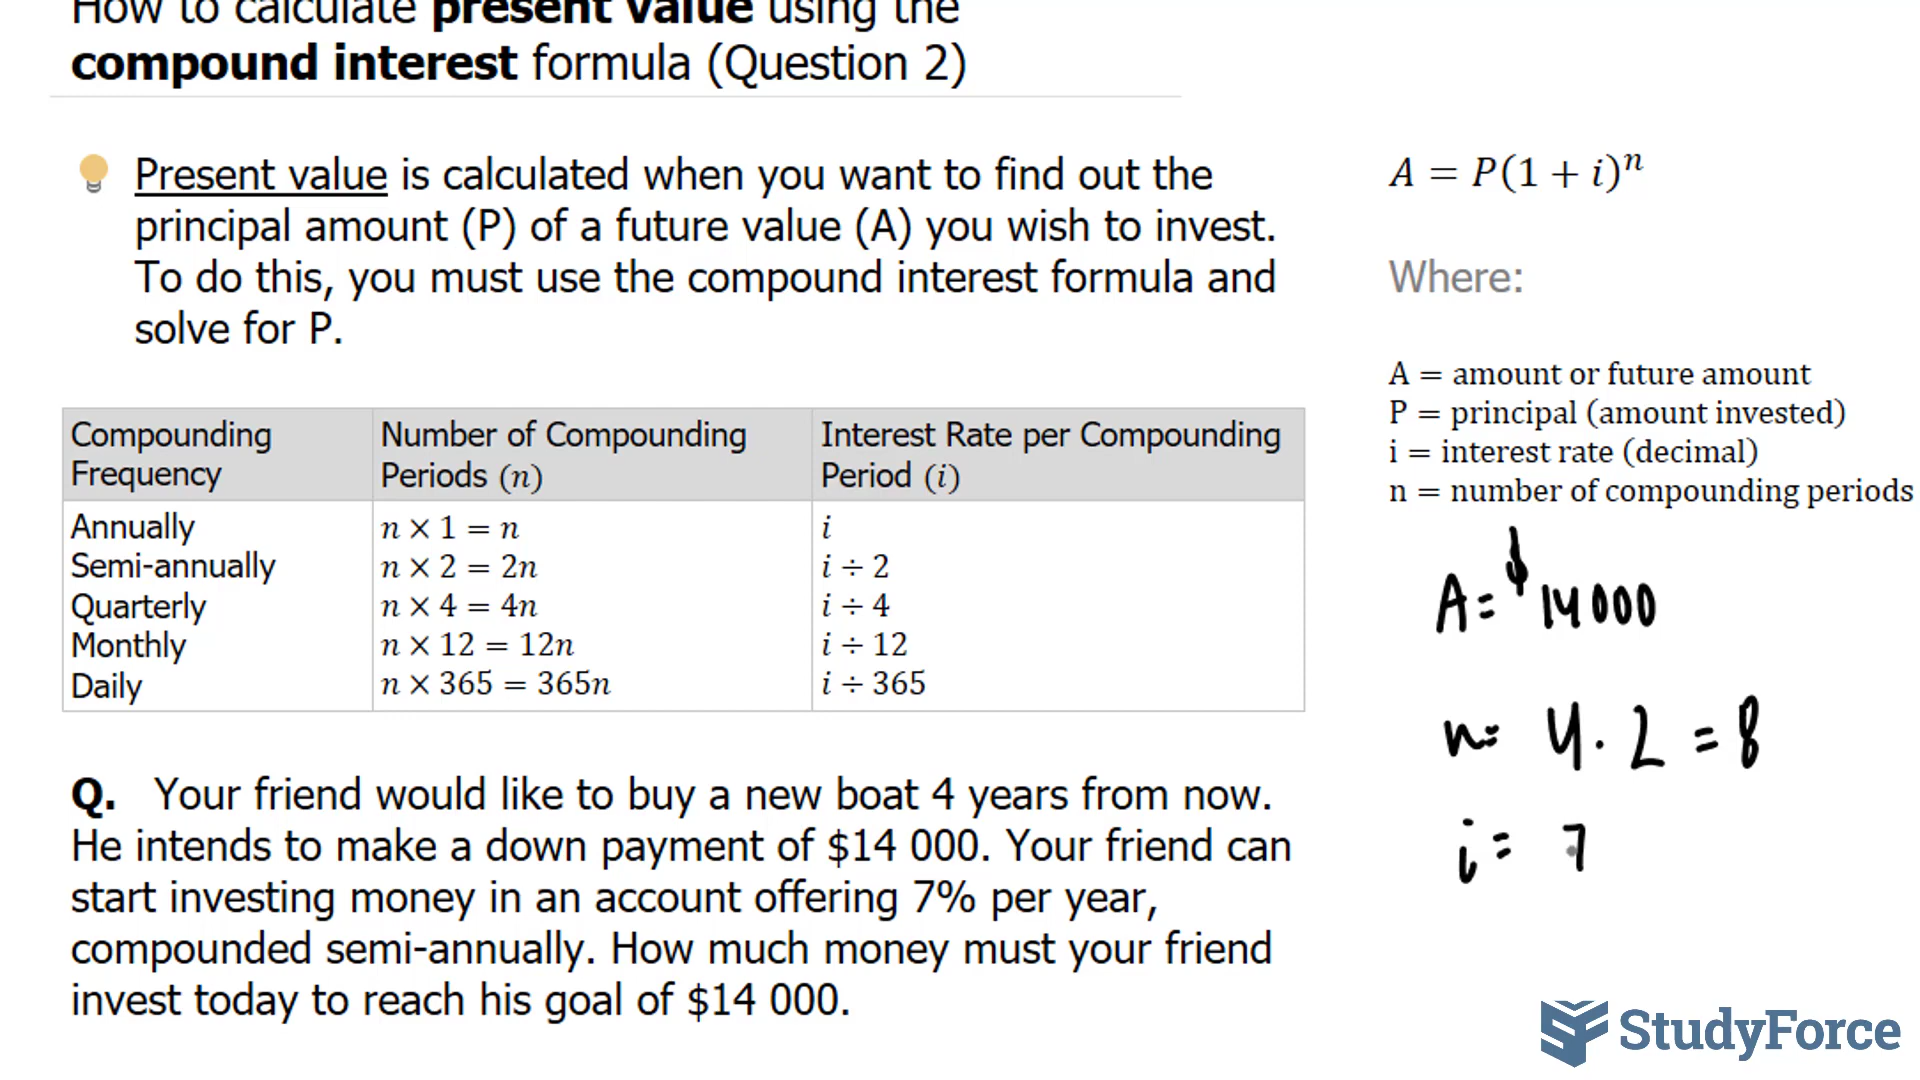 How to calculate present value using the
compound interest formula (Question 2)
Present value is calculated when you want to find out the
principal amount (P) of a future value (A) you wish to invest.
To do this, you must use the compound interest formula and
solve for P.
A = P(1 + i)ⁿ
Where:
A = amount or future amount
P = principal (amount invested)
i = interest rate (decimal)
n = number of compounding periods
Compounding Frequency | Number of Compounding Periods (n) | Interest Rate per Compounding Period (i)
Annually | n × 1 = n | i
Semi-annually | n × 2 = 2n | i ÷ 2
Quarterly | n × 4 = 4n | i ÷ 4
Monthly | n × 12 = 12n | i ÷ 12
Daily | n × 365 = 365n | i ÷ 365
A = $14000
n = 4 · 2 = 8
i = 7
Q. Your friend would like to buy a new boat 4 years from now.
He intends to make a down payment of $14 000. Your friend can
start investing money in an account offering 7% per year,
compounded semi-annually. How much money must your friend
invest today to reach his goal of $14 000.
StudyForce